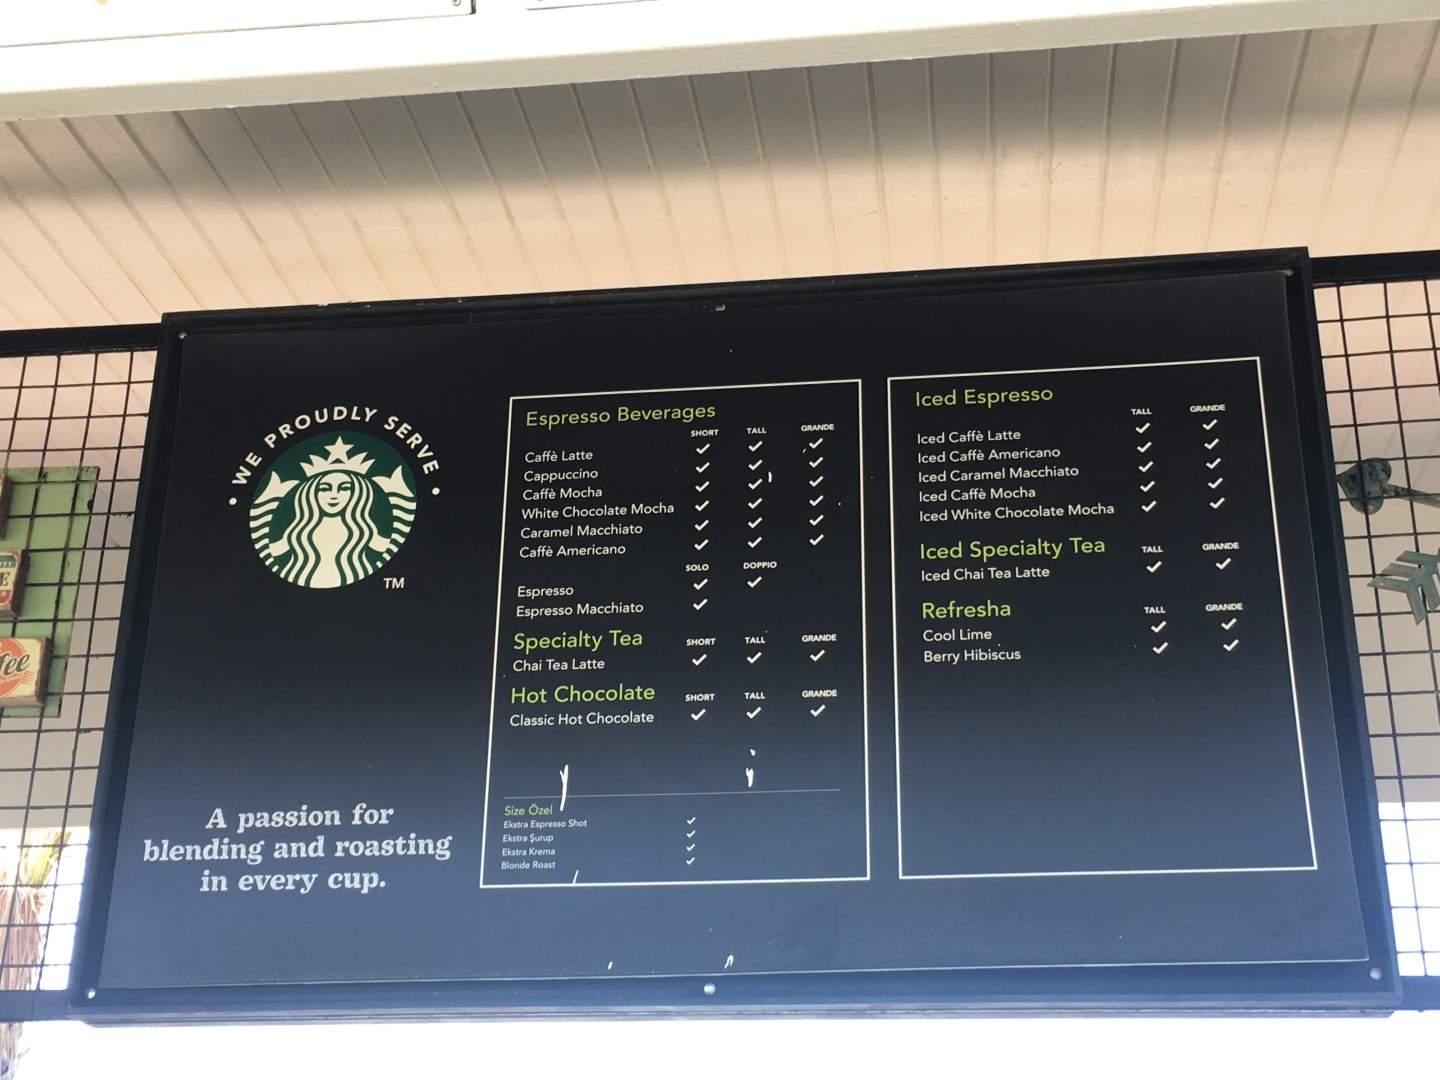 • WE PROUDLY SERVE •
TM
A passion for
blending and roasting
in every cup.
Espresso Beverages
SHORT TALL GRANDE
Caffè Latte ✓ ✓ ✓
Cappuccino ✓ ✓ ✓
Caffè Mocha ✓ ✓ ✓
White Chocolate Mocha ✓ ✓ ✓
Caramel Macchiato ✓ ✓ ✓
Caffè Americano ✓ ✓ ✓
SOLO DOPPIO
Espresso ✓ ✓
Espresso Macchiato ✓
Specialty Tea SHORT TALL GRANDE
Chai Tea Latte ✓ ✓ ✓
Hot Chocolate SHORT TALL GRANDE
Classic Hot Chocolate ✓ ✓ ✓
Size Özel
Ekstra Espresso Shot ✓
Ekstra Şurup ✓
Ekstra Krema ✓
Blonde Roast ✓
Iced Espresso
TALL GRANDE
Iced Caffè Latte ✓ ✓
Iced Caffè Americano ✓ ✓
Iced Caramel Macchiato ✓ ✓
Iced Caffè Mocha ✓ ✓
Iced White Chocolate Mocha ✓ ✓
Iced Specialty Tea TALL GRANDE
Iced Chai Tea Latte ✓ ✓
Refresha TALL GRANDE
Cool Lime ✓ ✓
Berry Hibiscus ✓ ✓